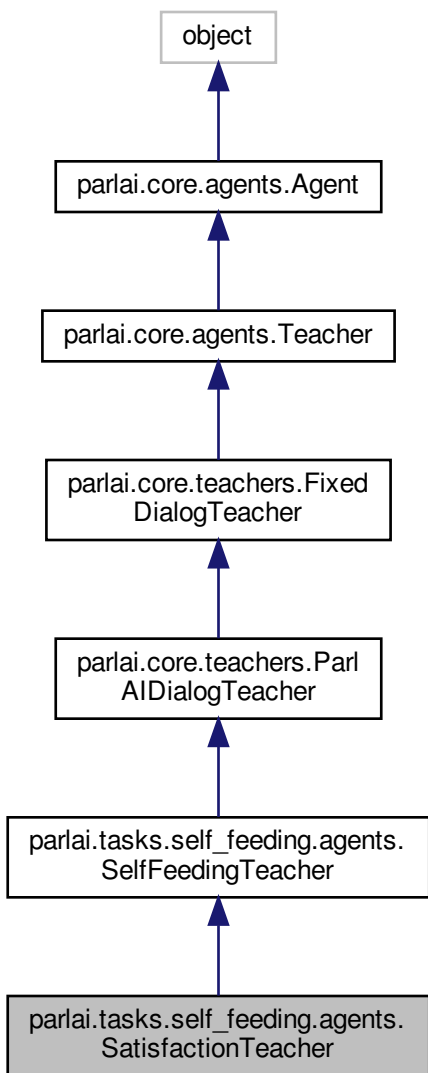 object
parlai.core.agents.Agent
parlai.core.agents.Teacher
parlai.core.teachers.Fixed
DialogTeacher
parlai.core.teachers.Parl
AIDialogTeacher
parlai.tasks.self_feeding.agents.
SelfFeedingTeacher
parlai.tasks.self_feeding.agents.
SatisfactionTeacher